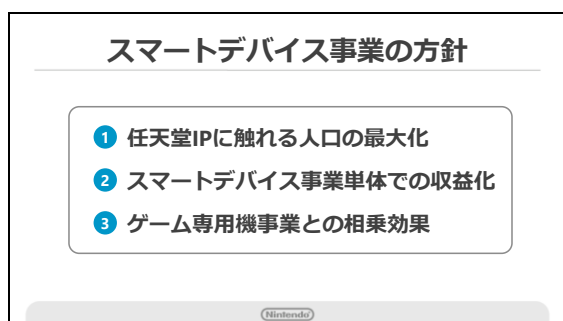 スマートデバイス事業の方針
1 任天堂IPに触れる人口の最大化
2 スマートデバイス事業単体での収益化
3 ゲーム専用機事業との相乗効果
Nintendo